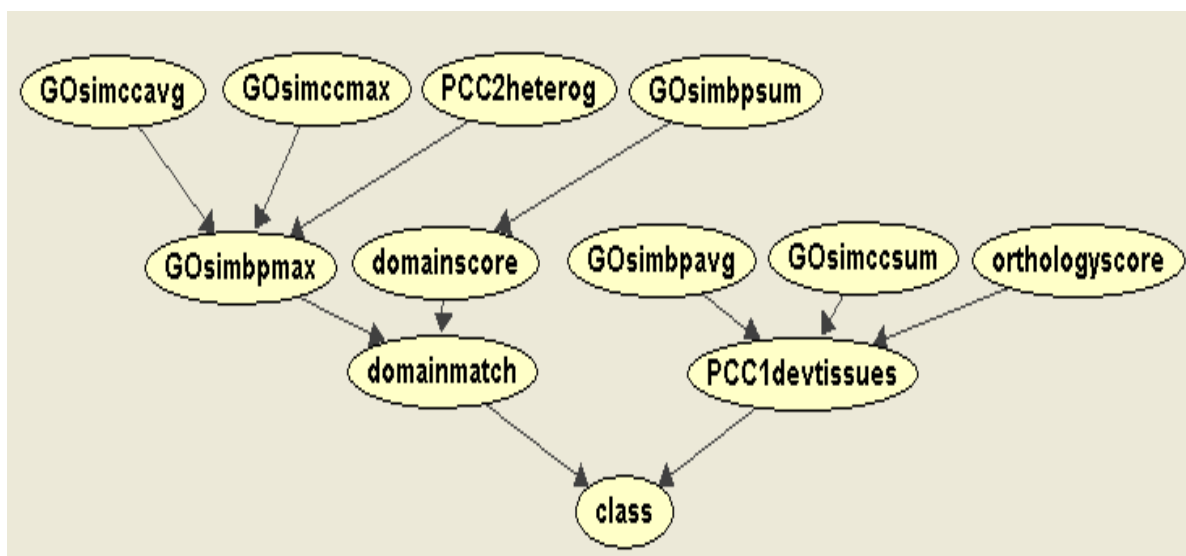 GOsimccavg
GOsimccmax
PCC2heterog
GOsimbpsum
GOsimbpmax
domainscore
GOsimbpavg
GOsimccsum
orthologyscore
domainmatch
PCC1devtissues
class